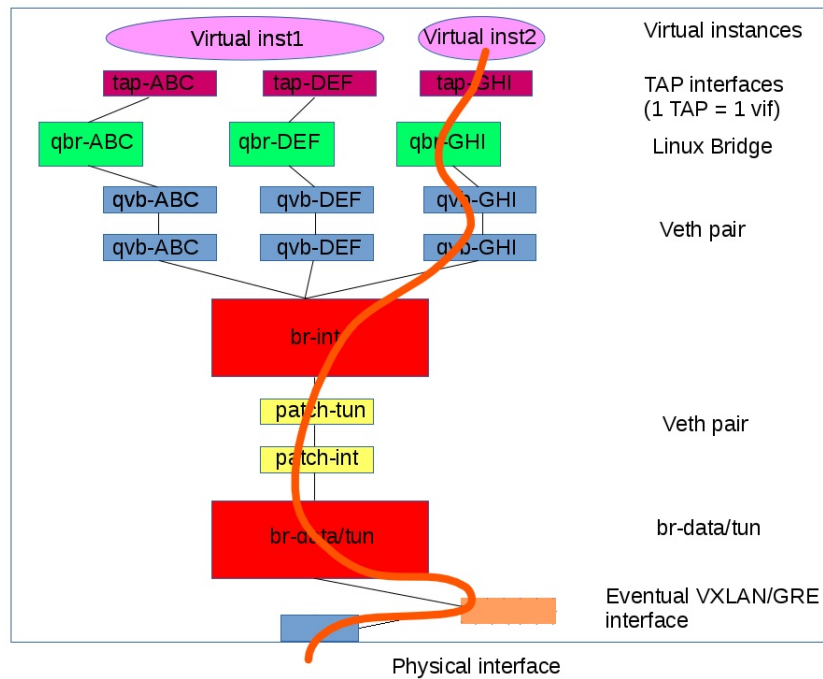 Virtual inst1
Virtual inst2
Virtual instances
tap-ABC
tap-DEF
tap-GHI
TAP interfaces
(1 TAP = 1 vif)
qbr-ABC
qbr-DEF
qbr-GHI
Linux Bridge
qvb-ABC
qvb-DEF
qvb-GHI
Veth pair
qvb-ABC
qvb-DEF
qvb-GHI
br-int
patch-tun
Veth pair
patch-int
br-data/tun
br-data/tun
Eventual VXLAN/GRE
interface
Physical interface